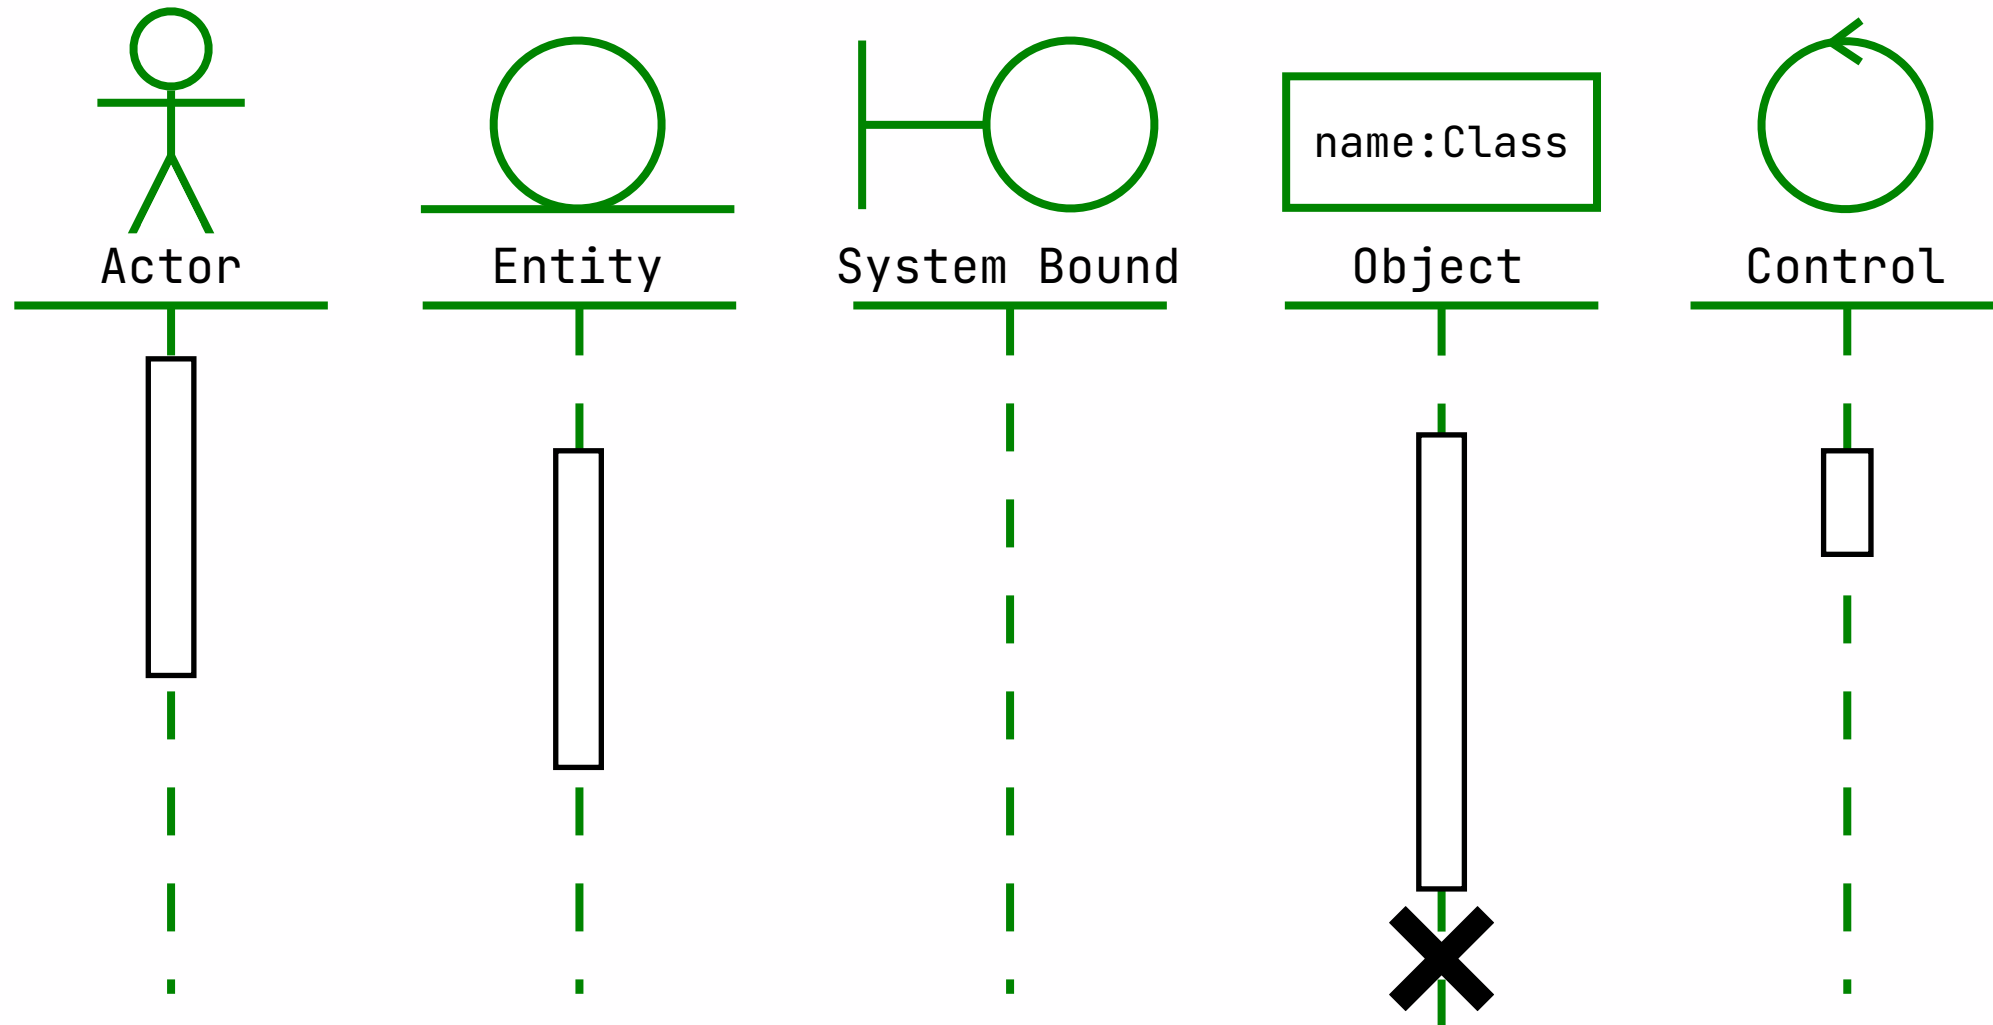 name:Class
Actor
Entity
System Bound
Object
Control